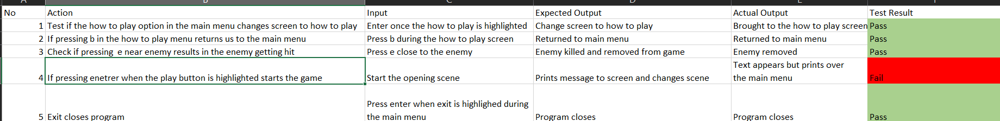 No Action Input Expected Output Actual Output Test Result
1 Test if the how to play option in the main menu changes screen to how to play Enter once the how to play is highlighted Change screen to how to play Brought to the how to play screen Pass
2 If pressing b in the how to play menu returns us to the main menu Press b during the how to play screen Returned to main menu Returned to main menu Pass
3 Check if pressing  e near enemy results in the enemy getting hit Press e close to the enemy Enemy killed and removed from game Enemy removed Pass
Text appears but prints over
4 If pressing enetrer when the play button is highlighted starts the game Start the opening scene Prints message to screen and changes scene the main menu Fail
Press enter when exit is highlighed during
5 Exit closes program the main menu Program closes Program closes Pass